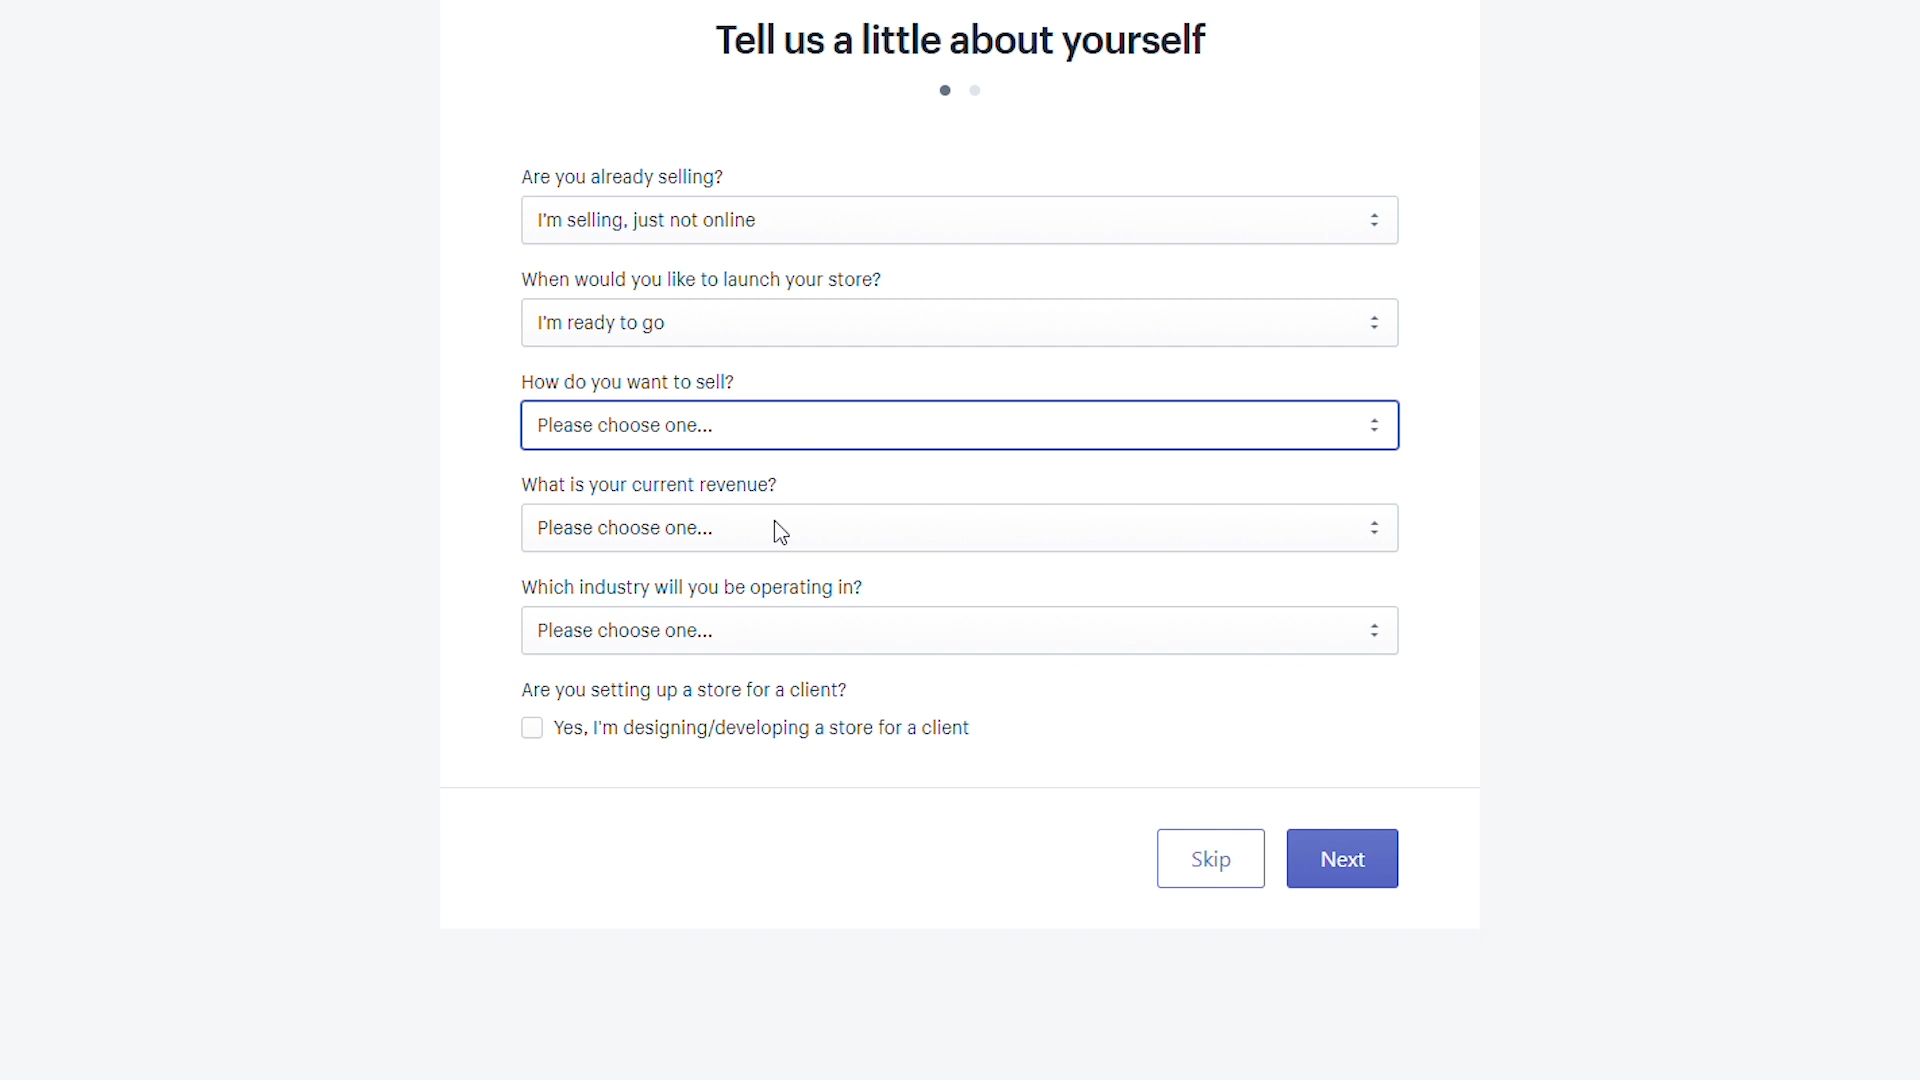 Tell us a little about yourself
Are you already selling?
I'm selling, just not online
When would you like to launch your store?
I'm ready to go
How do you want to sell?
Please choose one...
What is your current revenue?
Please choose one...
Which industry will you be operating in?
Please choose one...
Are you setting up a store for a client?
Yes, I'm designing/developing a store for a client
Skip Next